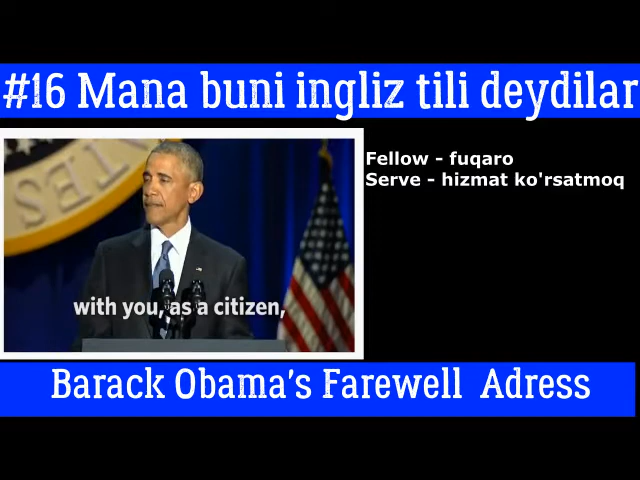 #16 Mana buni ingliz tili deydilar
Fellow - fuqaro
Serve - hizmat ko'rsatmoq
with you, as a citizen,
Barack Obama's Farewell Adress